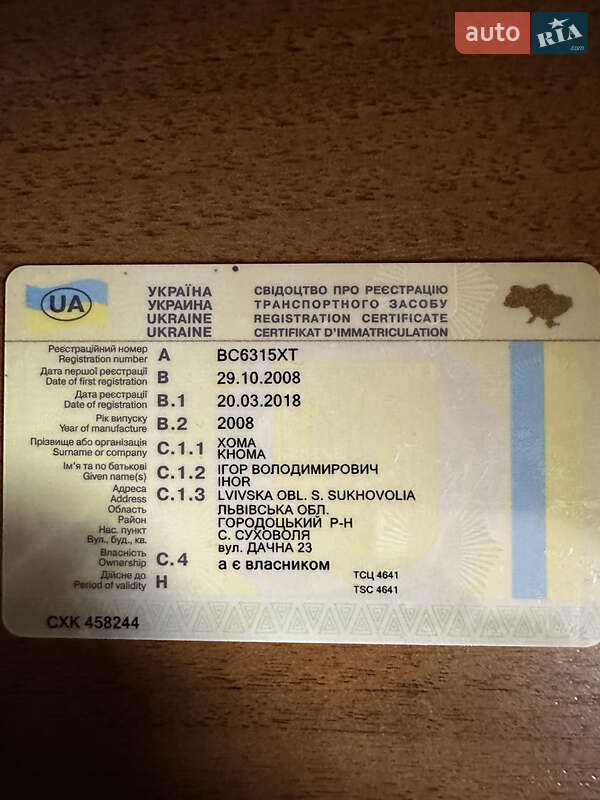 auto RIA .com
UA
УКРАЇНА СВІДОЦТВО ПРО РЕЄСТРАЦІЮ
УКРАИНА ТРАНСПОРТНОГО ЗАСОБУ
UKRAINE REGISTRATION CERTIFICATE
UKRAINE CERTIFIKAT D'IMMATRICULATION
Реєстраційний номер
Registration number A BC6315XT
Дата першої реєстрації
Date of first registration B 29.10.2008
Дата реєстрації
Date of registration B.1 20.03.2018
Рік випуску
Year of manufacture B.2 2008
Прізвище або організація ХОМА
Surname or company C.1.1 KHOMA
Ім'я та по батькові ІГОР ВОЛОДИМИРОВИЧ
Given name(s) C.1.2 IHOR
Адреса
Address C.1.3 LVIVSKA OBL. S. SUKHOVOLIA
Область ЛЬВІВСЬКА ОБЛ.
Район ГОРОДОЦЬКИЙ Р-Н
Нас. пункт С. СУХОВОЛЯ
Вул., буд., кв. вул. ДАЧНА 23
Власність
Ownership C.4 а є власником
Дійсне до ТСЦ 4641
Period of validity H TSC 4641
СХК 458244